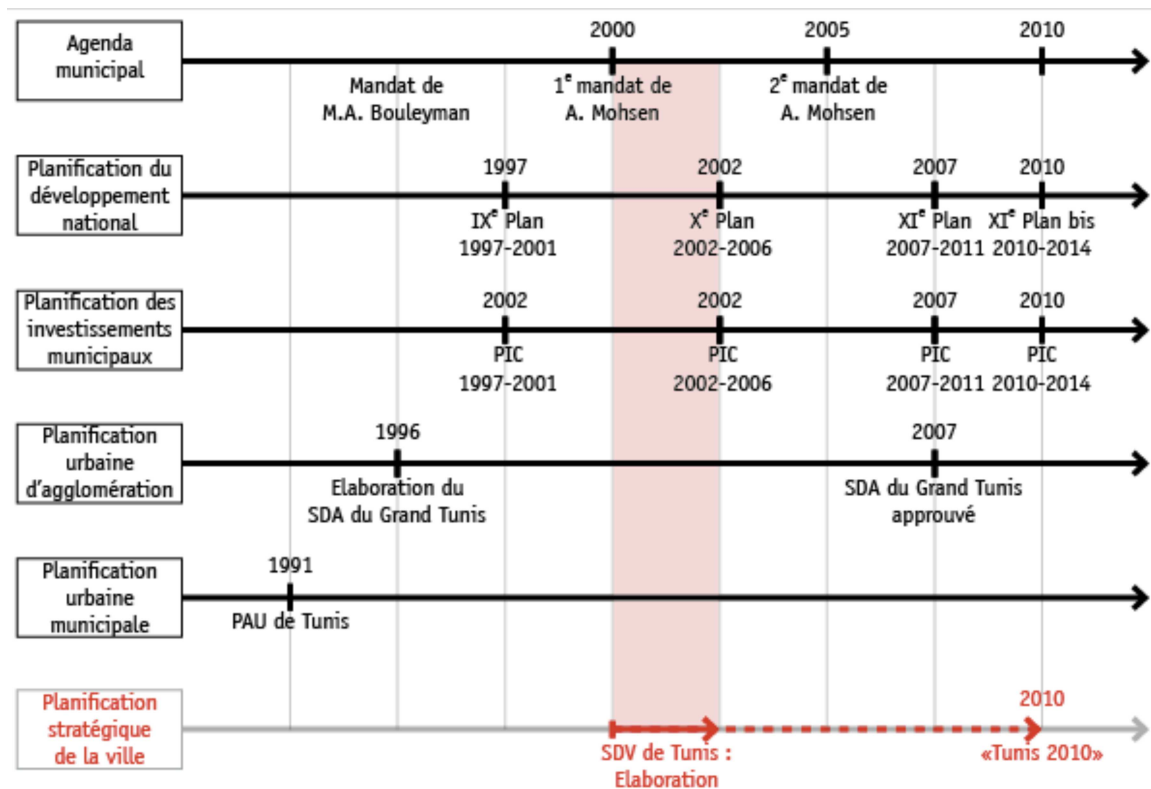 Agenda
municipal
2000
2005
2010
Mandat de
M.A. Bouleyman
1e mandat de
A. Mohsen
2e mandat de
A. Mohsen
Planification du
développement
national
1997
2002
2007
2010
IXe Plan
1997-2001
Xe Plan
2002-2006
XIe Plan
2007-2011
XIe Plan bis
2010-2014
Planification des
investissements
municipaux
2002
2002
2007
2010
PIC
1997-2001
PIC
2002-2006
PIC
2007-2011
PIC
2010-2014
Planification
urbaine
d'agglomération
1996
2007
Elaboration du
SDA du Grand Tunis
SDA du Grand Tunis
approuvé
Planification
urbaine
municipale
1991
PAU de Tunis
Planification
stratégique
de la ville
2010
SDV de Tunis :
Elaboration
«Tunis 2010»